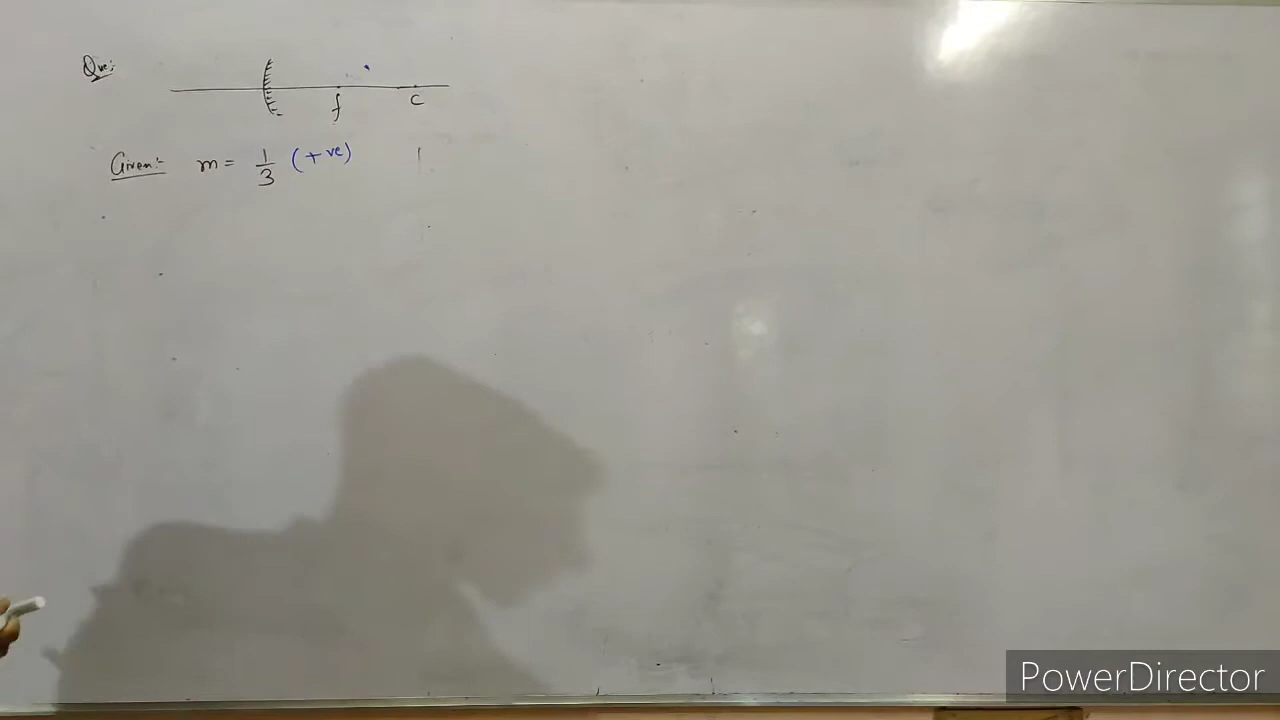 Que:
f c
Given:- m = 1/3 (+ve)
PowerDirector